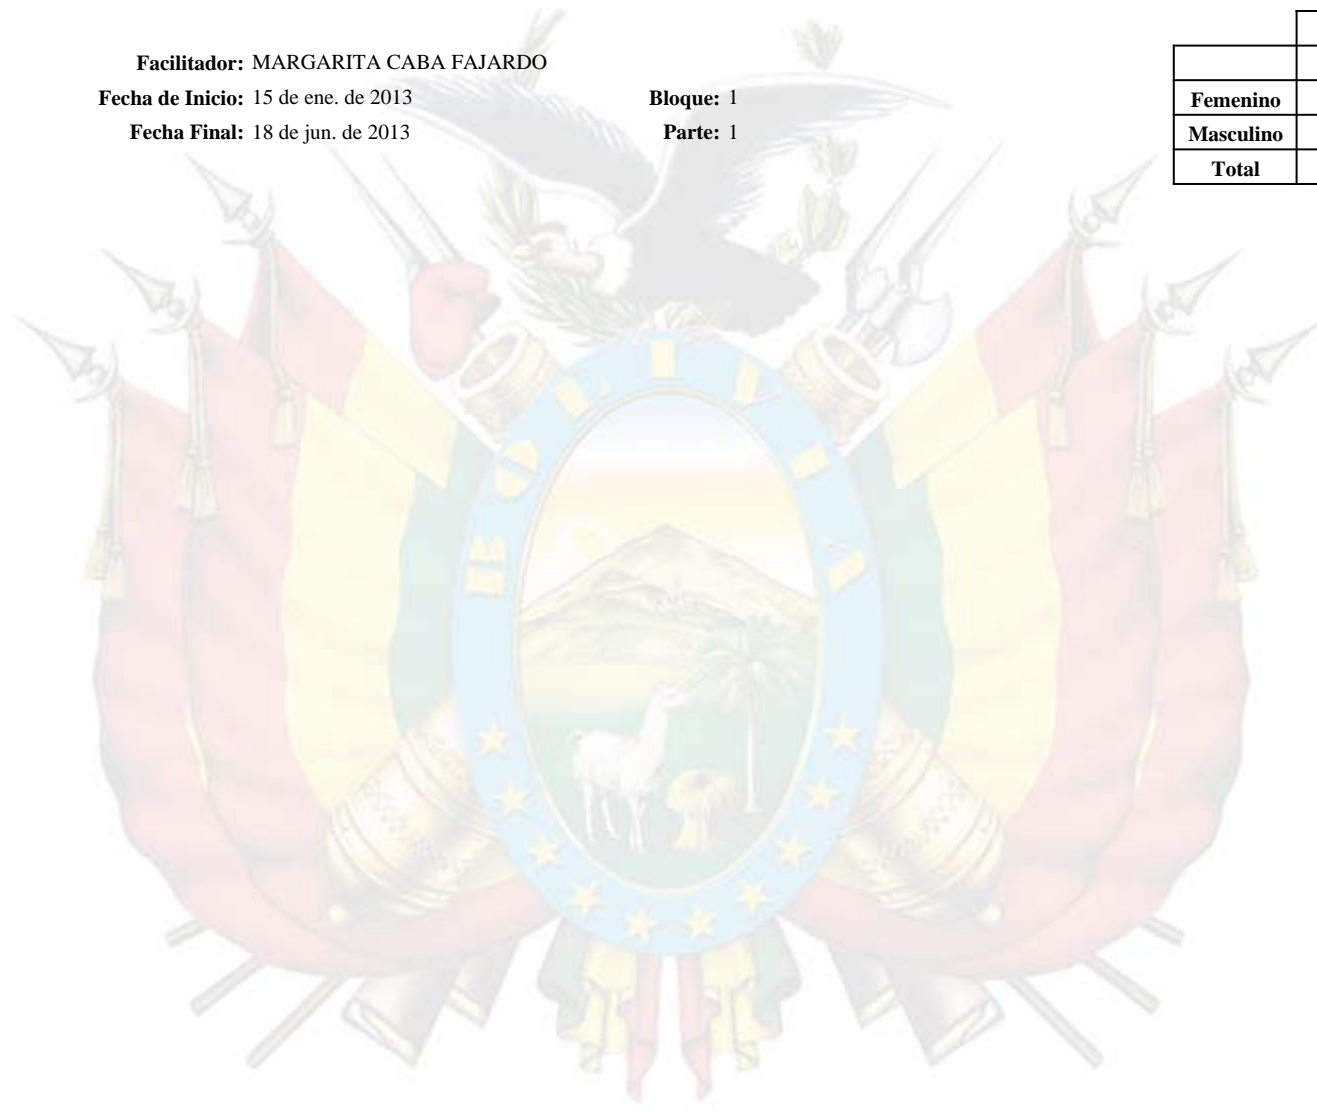 Facilitador: MARGARITA CABA FAJARDO
Fecha de Inicio: 15 de ene. de 2013 Bloque: 1
Fecha Final: 18 de jun. de 2013 Parte: 1
Femenino
Masculino
Total
BOLIVIA